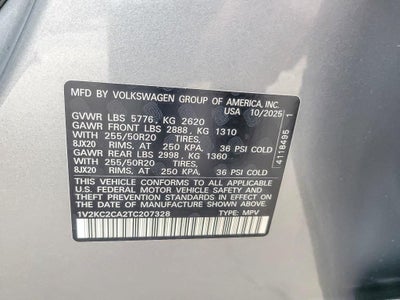 MFD BY VOLKSWAGEN GROUP OF AMERICA, INC.
USA 10/2025
GVWR LBS 5776, KG 2620
GAWR FRONT LBS 2888, KG 1310
255/50R20 TIRES,
8JX20 RIMS, AT 250 KPA, 36 PSI COLD
GAWR REAR LBS 2998, KG 1360
255/50R20 TIRES,
8JX20 RIMS, AT 250 KPA, 36 PSI COLD
THIS VEHICLE CONFORMS TO ALL APPLICABLE
U.S. FEDERAL MOTOR VEHICLE SAFETY AND
THEFT PREVENTION STANDARDS IN EFFECT ON
THE DATE OF MANUFACTURE SHOWN ABOVE.
1V2KC2CA2TC207328 TYPE: MPV
4118495 1